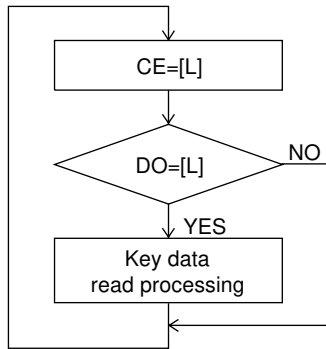 CE=[L]
DO=[L]
NO
YES
Key data
read processing